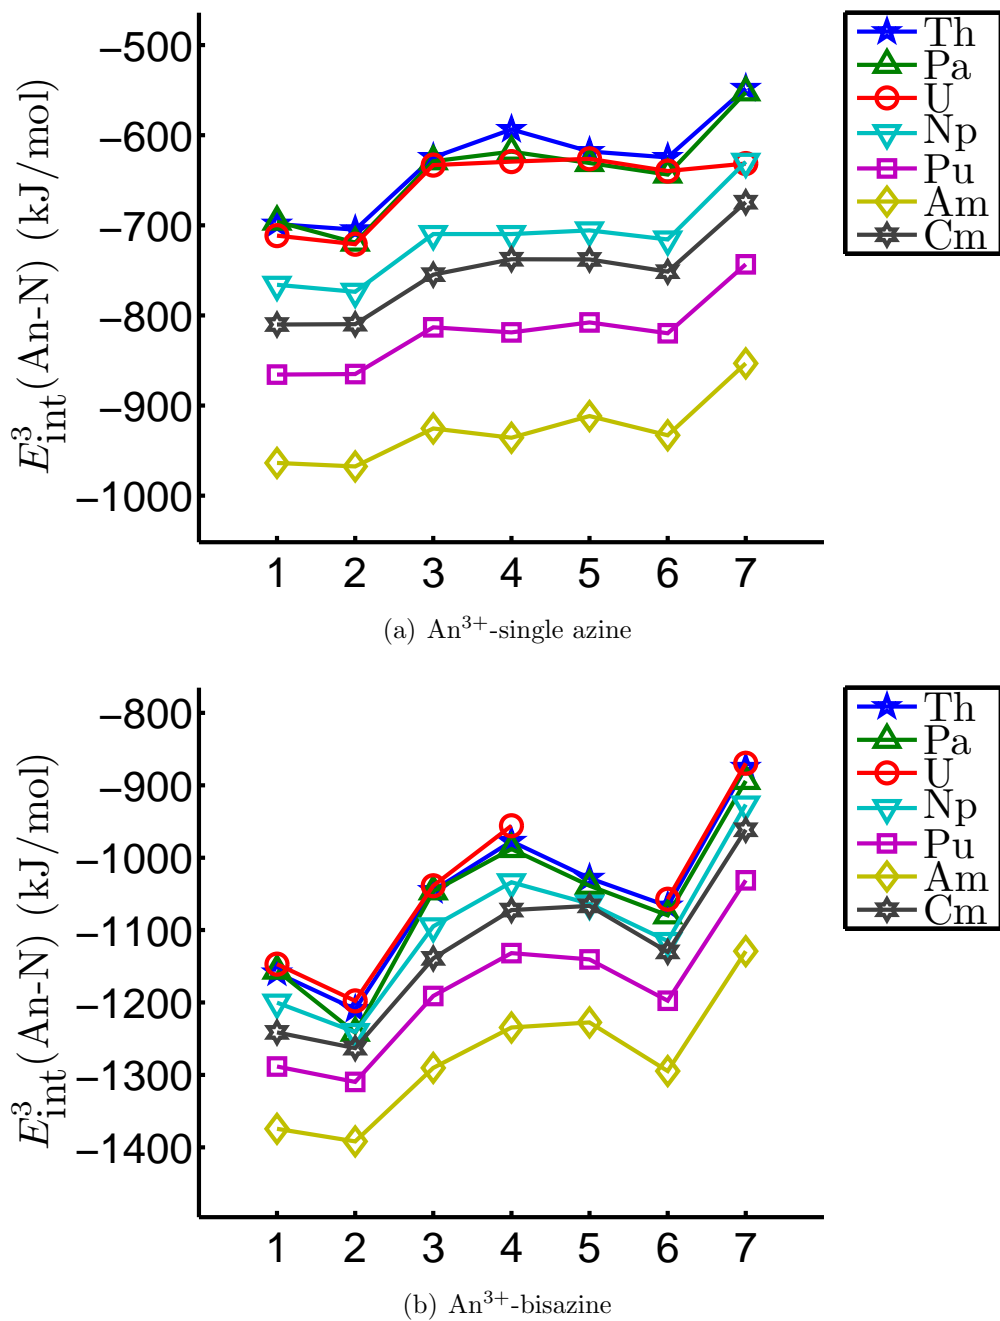 −500
−600
−700
−800
−900
−1000
E³int(An-N) (kJ/mol)
1 2 3 4 5 6 7
Th
Pa
U
Np
Pu
Am
Cm
(a) An³⁺-single azine
−800
−900
−1000
−1100
−1200
−1300
−1400
E³int(An-N) (kJ/mol)
1 2 3 4 5 6 7
Th
Pa
U
Np
Pu
Am
Cm
(b) An³⁺-bisazine